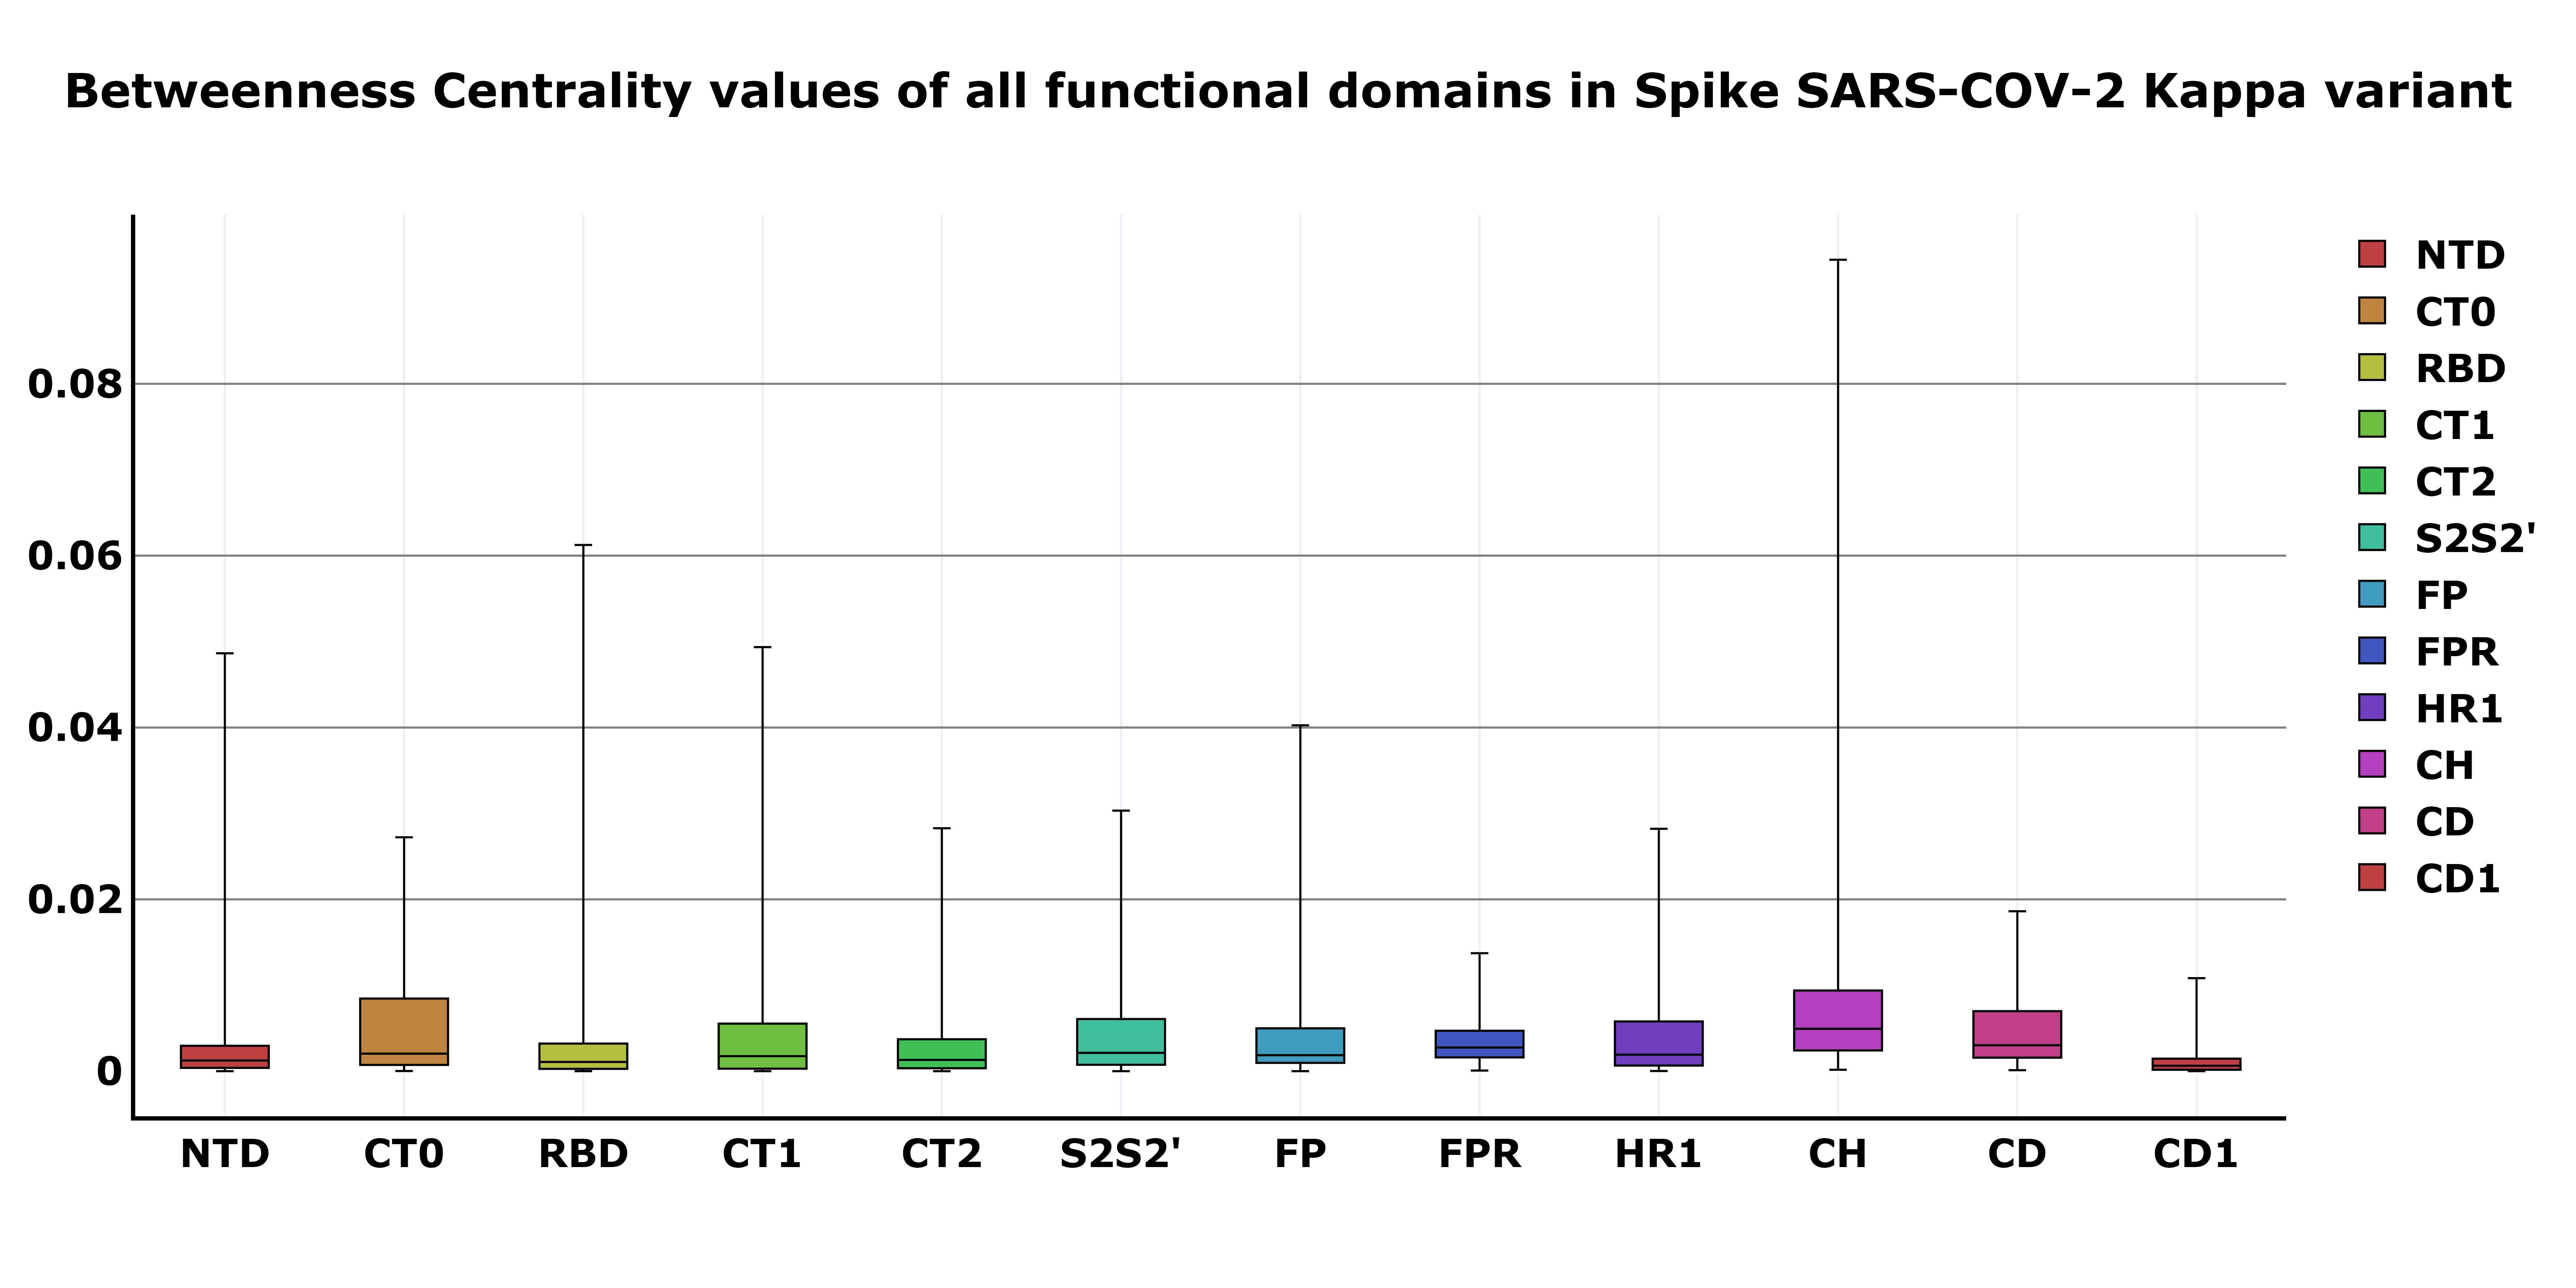 Betweenness Centrality values of all functional domains in Spike SARS-COV-2 Kappa variant
0.08
0.06
0.04
0.02
0
NTD CT0 RBD CT1 CT2 S2S2' FP FPR HR1 CH CD CD1
NTD
CT0
RBD
CT1
CT2
S2S2'
FP
FPR
HR1
CH
CD
CD1